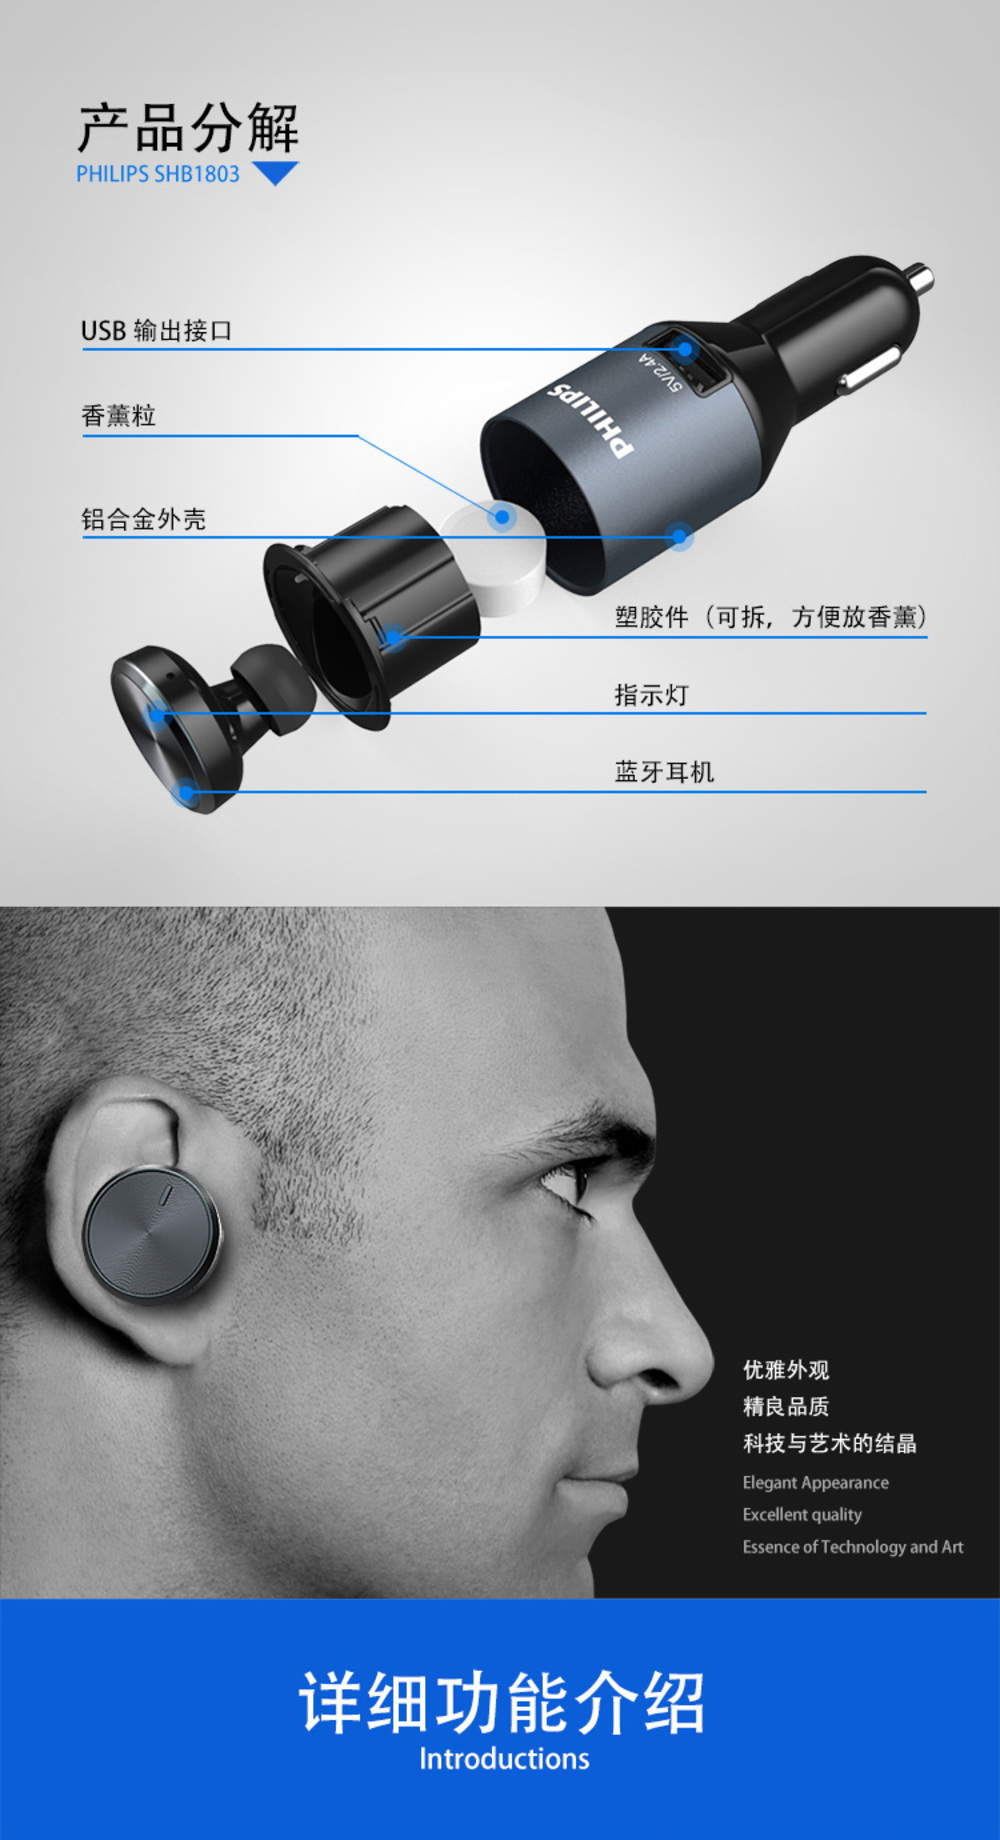 产品分解
PHILIPS SHB1803
USB 输出接口
5V/2.4A
PHILIPS
香薰粒
铝合金外壳
塑胶件（可拆，方便放香薰）
指示灯
蓝牙耳机
优雅外观
精良品质
科技与艺术的结晶
Elegant Appearance
Excellent quality
Essence of Technology and Art
详细功能介绍
Introductions